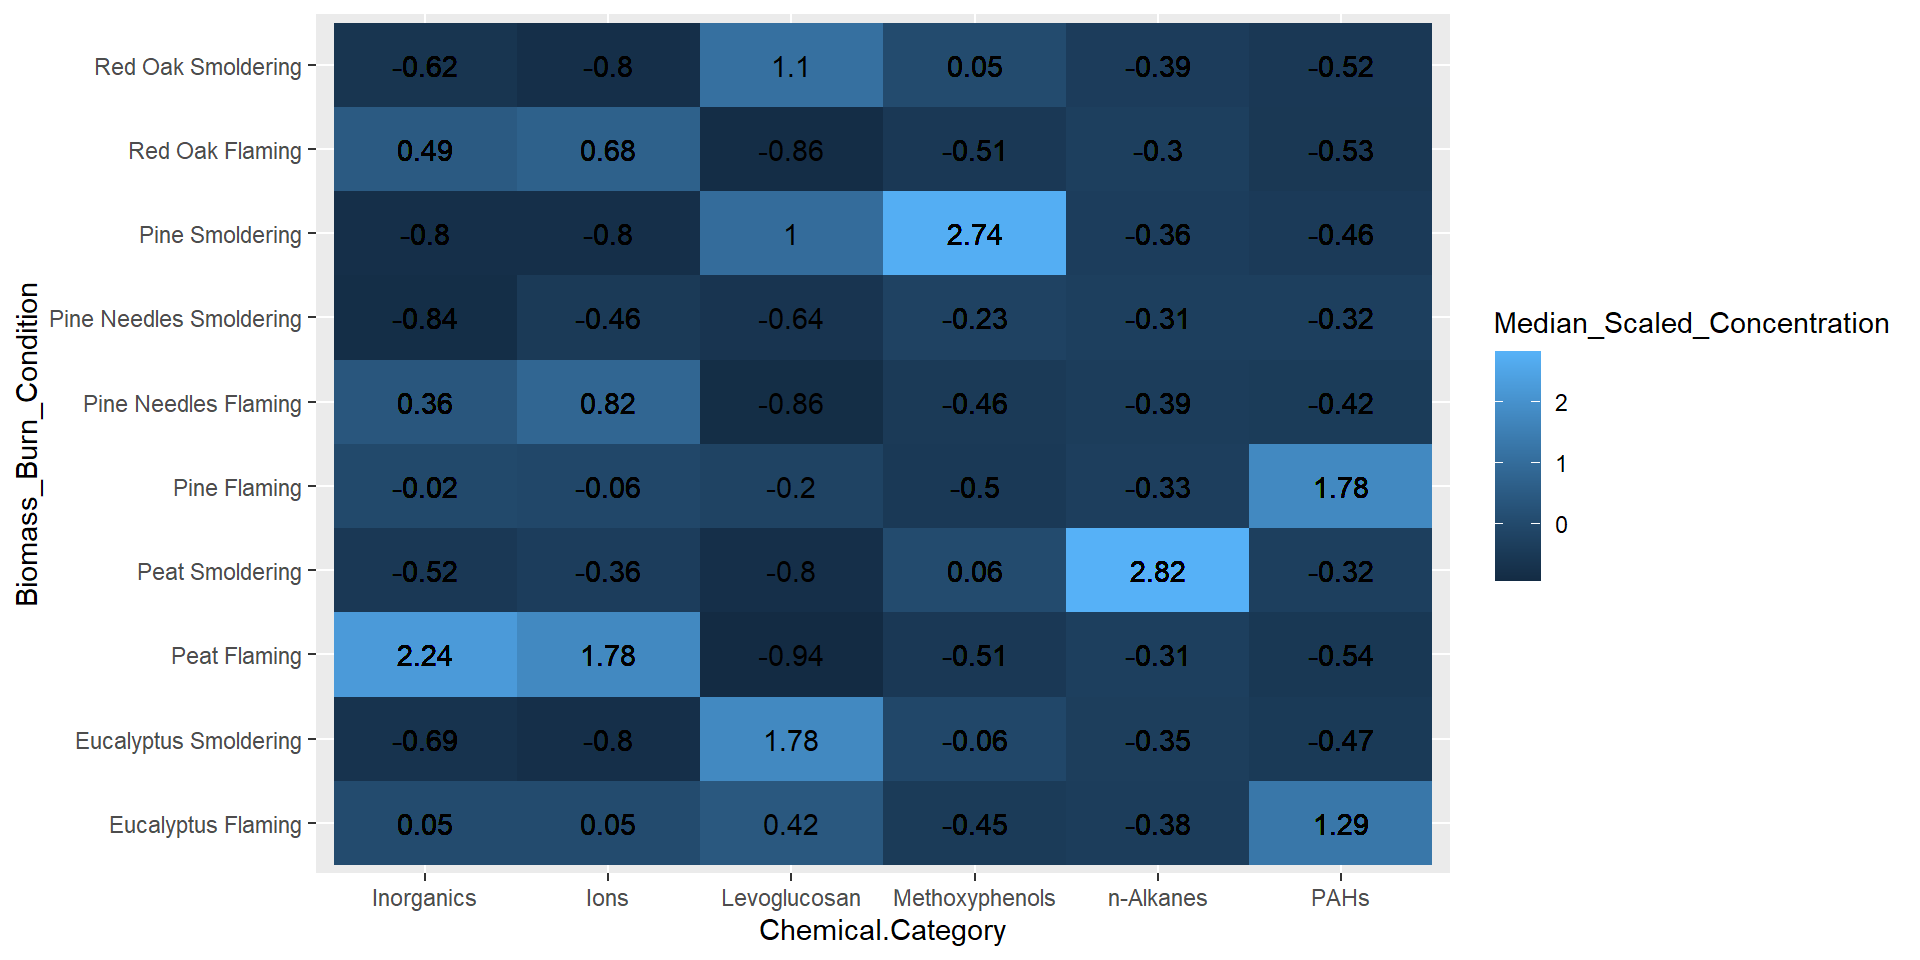 Red Oak Smoldering -0.62 -0.8 1.1 0.05 -0.39 -0.52
Red Oak Flaming 0.49 0.68 -0.86 -0.51 -0.3 -0.53
Pine Smoldering -0.8 -0.8 1 2.74 -0.36 -0.46
Pine Needles Smoldering -0.84 -0.46 -0.64 -0.23 -0.31 -0.32
Pine Needles Flaming 0.36 0.82 -0.86 -0.46 -0.39 -0.42
Pine Flaming -0.02 -0.06 -0.2 -0.5 -0.33 1.78
Peat Smoldering -0.52 -0.36 -0.8 0.06 2.82 -0.32
Peat Flaming 2.24 1.78 -0.94 -0.51 -0.31 -0.54
Eucalyptus Smoldering -0.69 -0.8 1.78 -0.06 -0.35 -0.47
Eucalyptus Flaming 0.05 0.05 0.42 -0.45 -0.38 1.29
Inorganics Ions Levoglucosan Methoxyphenols n-Alkanes PAHs
Chemical.Category
Biomass_Burn_Condition
Median_Scaled_Concentration
2
1
0